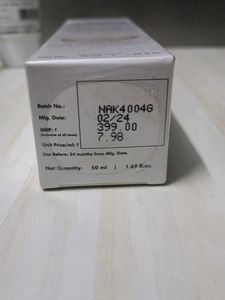 Batch No.: NAK4004G
Mfg. Date: 02/24
MRP: ₹ 399.00
(Inclusive of all taxes)
Unit Price/ml: ₹ 7.98
Use Before: 24 months from Mfg. Date.
Net Quantity: 50 ml | 1.69 fl.oz.